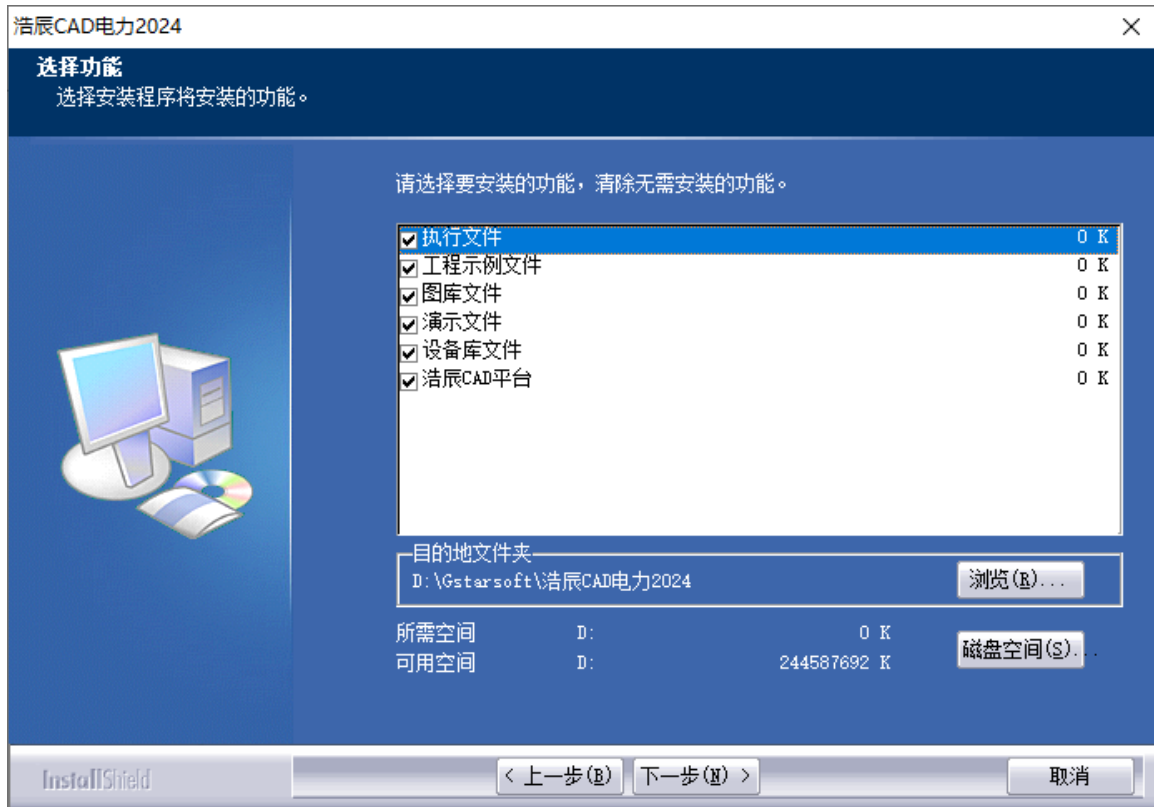 浩辰CAD电力2024
选择功能
选择安装程序将安装的功能。
请选择要安装的功能，清除无需安装的功能。
执行文件 0 K
工程示例文件 0 K
图库文件 0 K
演示文件 0 K
设备库文件 0 K
浩辰CAD平台 0 K
目的地文件夹
D:\Gstarsoft\浩辰CAD电力2024 浏览(R)...
所需空间 D: 0 K
可用空间 D: 244587692 K 磁盘空间(S)...
InstallShield < 上一步(B) 下一步(N) > 取消